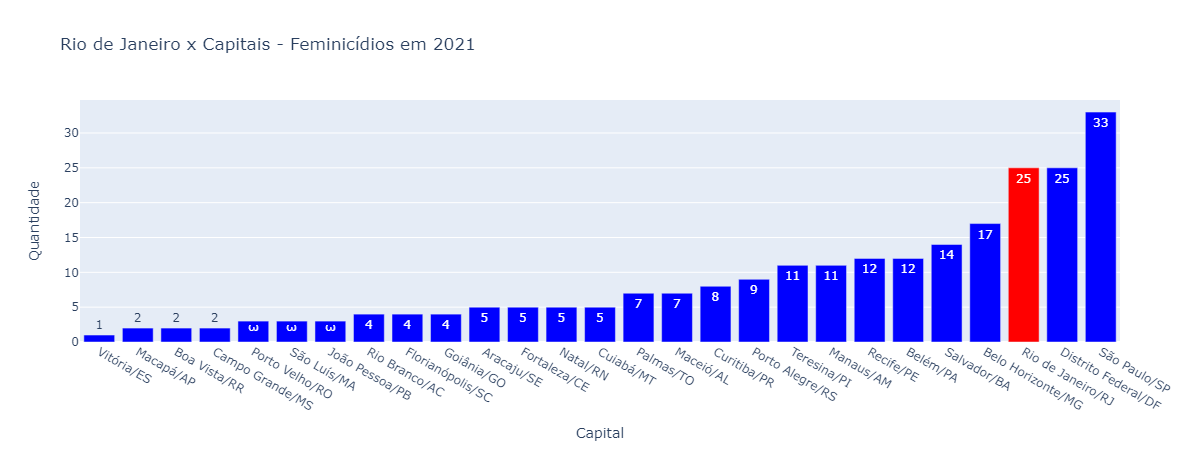 Rio de Janeiro x Capitais - Feminicídios em 2021
Quantidade
30
25
20
15
10
5
0
1
2
2
2
3
3
3
4
4
4
5
5
5
5
7
7
8
9
11
11
12
12
14
17
25
25
33
Vitória/ES
Macapá/AP
Boa Vista/RR
Campo Grande/MS
Porto Velho/RO
São Luís/MA
João Pessoa/PB
Rio Branco/AC
Florianópolis/SC
Goiânia/GO
Aracaju/SE
Fortaleza/CE
Natal/RN
Cuiabá/MT
Palmas/TO
Maceió/AL
Curitiba/PR
Porto Alegre/RS
Teresina/PI
Manaus/AM
Recife/PE
Belém/PA
Salvador/BA
Belo Horizonte/MG
Rio de Janeiro/RJ
Distrito Federal/DF
São Paulo/SP
Capital